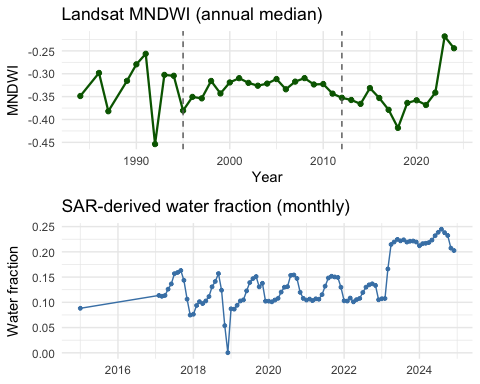 Landsat MNDWI (annual median)
-0.25
-0.30
-0.35
-0.40
-0.45
MNDWI
1990 2000 2010 2020
Year
SAR-derived water fraction (monthly)
0.25
0.20
0.15
0.10
0.05
0.00
Water fraction
2016 2018 2020 2022 2024